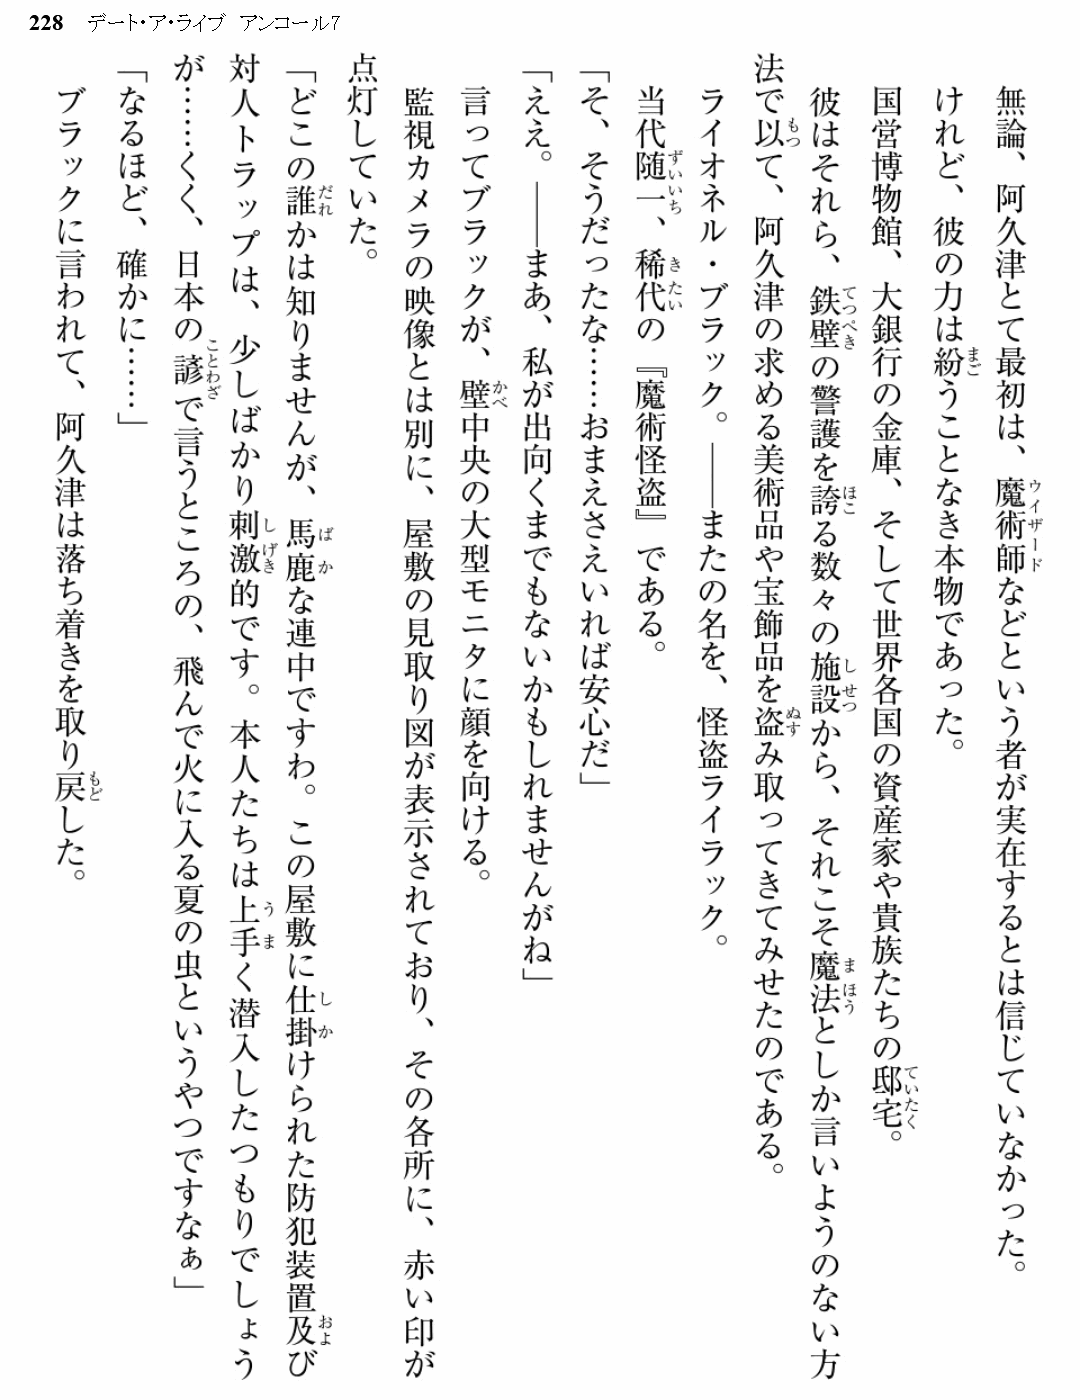 228　デート・ア・ライブ　アンコール7
無論、阿久津とて最初は、魔術師などという者が実在するとは信じていなかった。
けれど、彼の力は紛うことなき本物であった。
国営博物館、大銀行の金庫、そして世界各国の資産家や貴族たちの邸宅。
彼はそれら、鉄壁の警護を誇る数々の施設から、それこそ魔法としか言いようのない方
法で以て、阿久津の求める美術品や宝飾品を盗み取ってきてみせたのである。
ライオネル・ブラック。――またの名を、怪盗ライラック。
当代随一、稀代の『魔術怪盗』である。
「そ、そうだったな……おまえさえいれば安心だ」
「ええ。――まあ、私が出向くまでもないかもしれませんがね」
言ってブラックが、壁中央の大型モニタに顔を向ける。
監視カメラの映像とは別に、屋敷の見取り図が表示されており、その各所に、赤い印が
点灯していた。
「どこの誰かは知りませんが、馬鹿な連中ですわ。この屋敷に仕掛けられた防犯装置及び
対人トラップは、少しばかり刺激的です。本人たちは上手く潜入したつもりでしょう
が……くく、日本の諺で言うところの、飛んで火に入る夏の虫というやつですなぁ」
「なるほど、確かに……」
ブラックに言われて、阿久津は落ち着きを取り戻した。